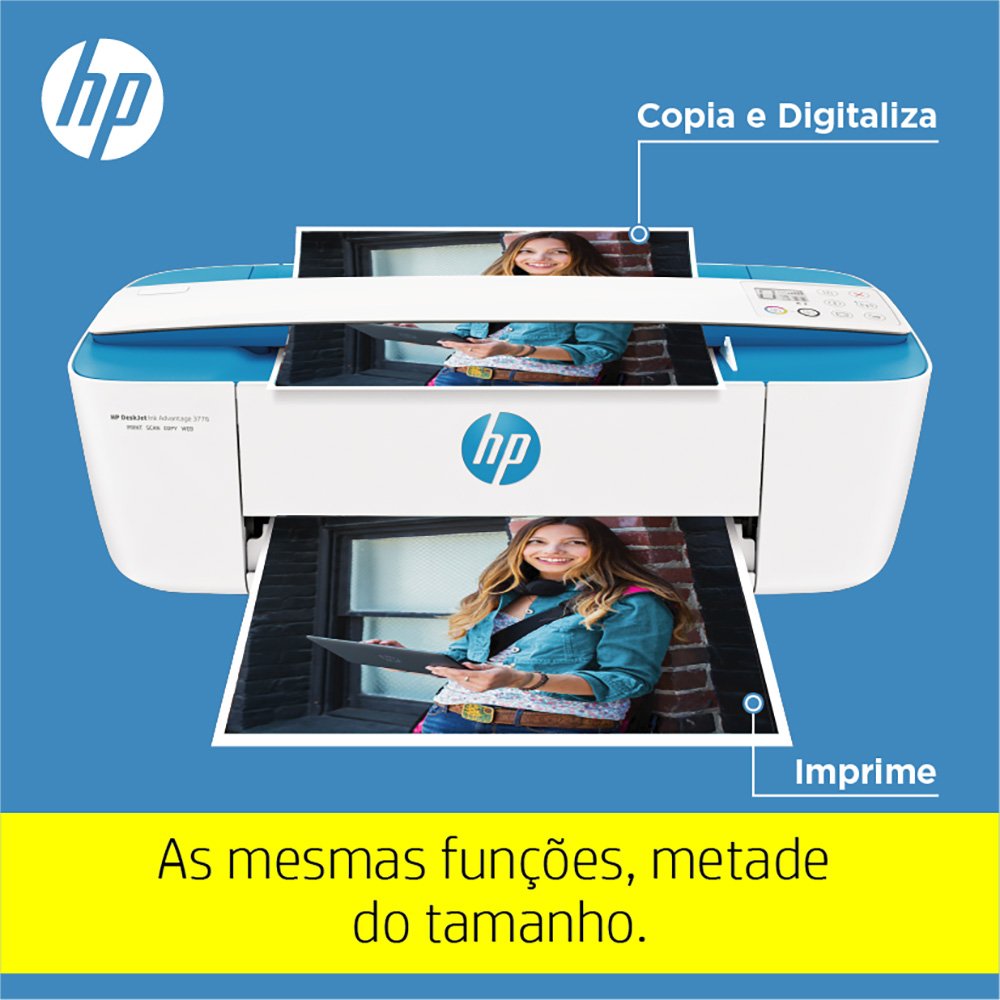 hp
Copia e Digitaliza
HP DeskJet Ink Advantage 3776
PRINT SCAN COPY WEB
hp
Imprime
As mesmas funções, metade
do tamanho.